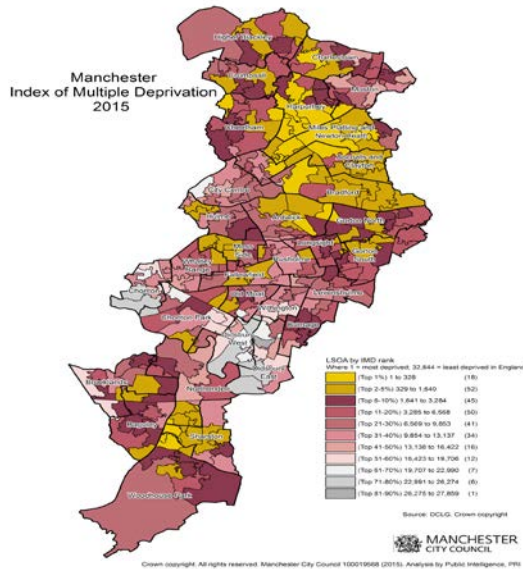 Manchester
Index of Multiple Deprivation
2015
Higher Blackley
Charlestown
Crumpsall
Moston
Harpurhey
Cheetham
Miles Platting and
Newton Heath
Ancoats and
Clayton
City Centre
Bradford
Hulme
Ardwick
Gorton North
Moss
Side
Longsight
Gorton
South
Whalley
Range
Rusholme
Fallowfield
Levenshulme
Chorlton
Old Moat
Withington
Chorlton Park
Burnage
Didsbury
West
Didsbury
East
Brooklands
Northenden
Baguley
Sharston
Woodhouse Park
LSOA by IMD rank
Where 1 = most deprived, 32,844 = least deprived in England
(Top 1%) 1 to 328 (18)
(Top 2-5%) 329 to 1,640 (52)
(Top 6-10%) 1,641 to 3,284 (45)
(Top 11-20%) 3,285 to 6,568 (50)
(Top 21-30%) 6,569 to 9,853 (41)
(Top 31-40%) 9,854 to 13,137 (34)
(Top 41-50%) 13,138 to 16,422 (16)
(Top 51-60%) 16,423 to 19,706 (12)
(Top 61-70%) 19,707 to 22,990 (7)
(Top 71-80%) 22,991 to 26,274 (6)
(Top 81-90%) 26,275 to 27,859 (1)
Source: DCLG, Crown copyright
MANCHESTER
CITY COUNCIL
Crown copyright. All rights reserved. Manchester City Council 100019568 (2015). Analysis by Public Intelligence, PRI